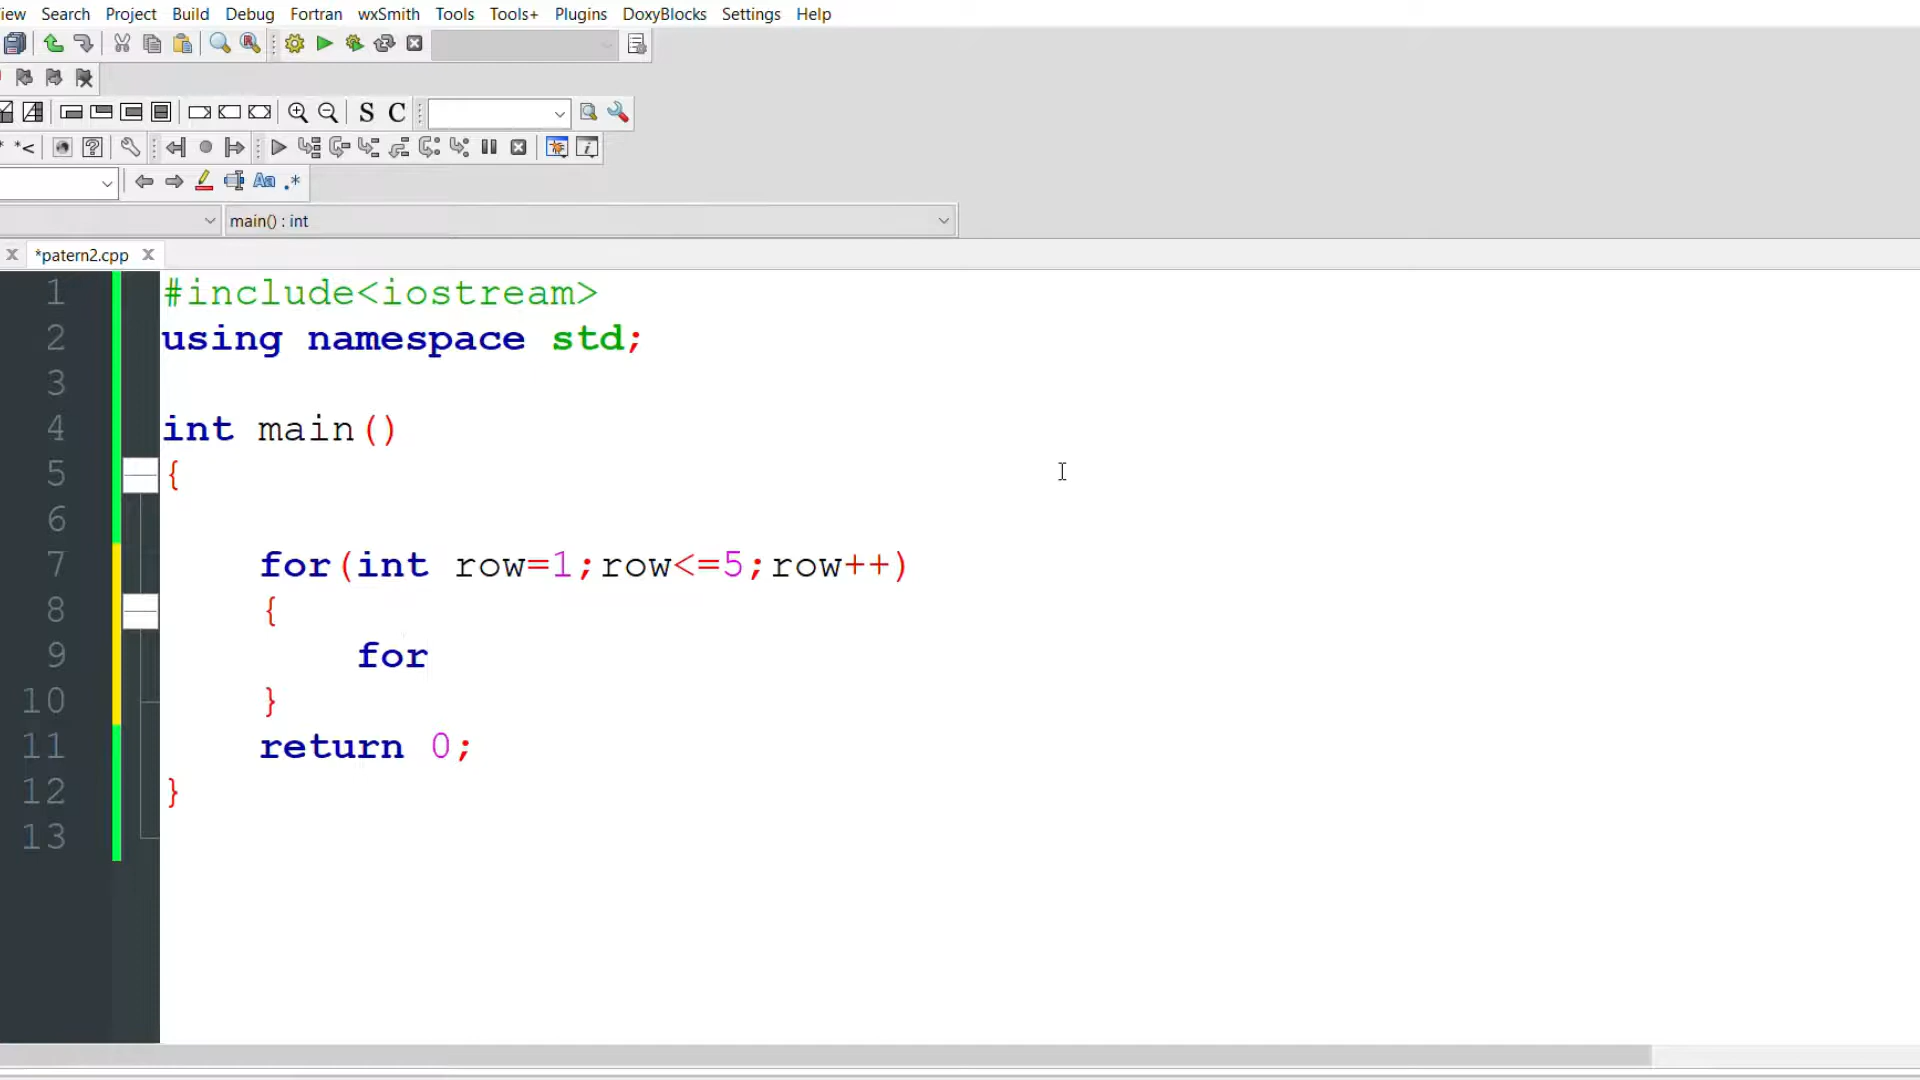 iew Search Project Build Debug Fortran wxSmith Tools Tools+ Plugins DoxyBlocks Settings Help
S C
*<
Aa .*
main() : int
*patern2.cpp
1 #include<iostream>
2 using namespace std;
3
4 int main()
5 {
6
7 for(int row=1;row<=5;row++)
8 {
9 for
10 }
11 return 0;
12 }
13